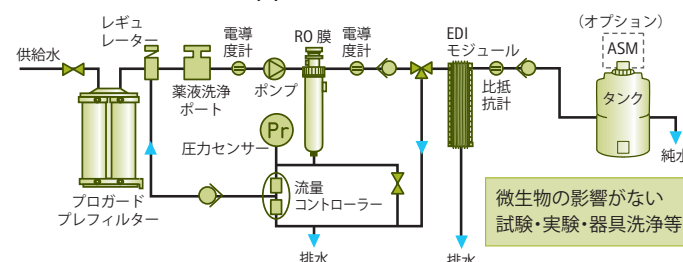 供給水
レギュ
レーター
薬液洗浄
ポート
電導
度計
ポンプ
RO 膜
電導
度計
EDI
モジュール
比抵
抗計
（オプション）
ASM
タンク
純水
プロガード
プレフィルター
圧力センサー
Pr
流量
コントローラー
排水
排水
微生物の影響がない
試験・実験・器具洗浄等